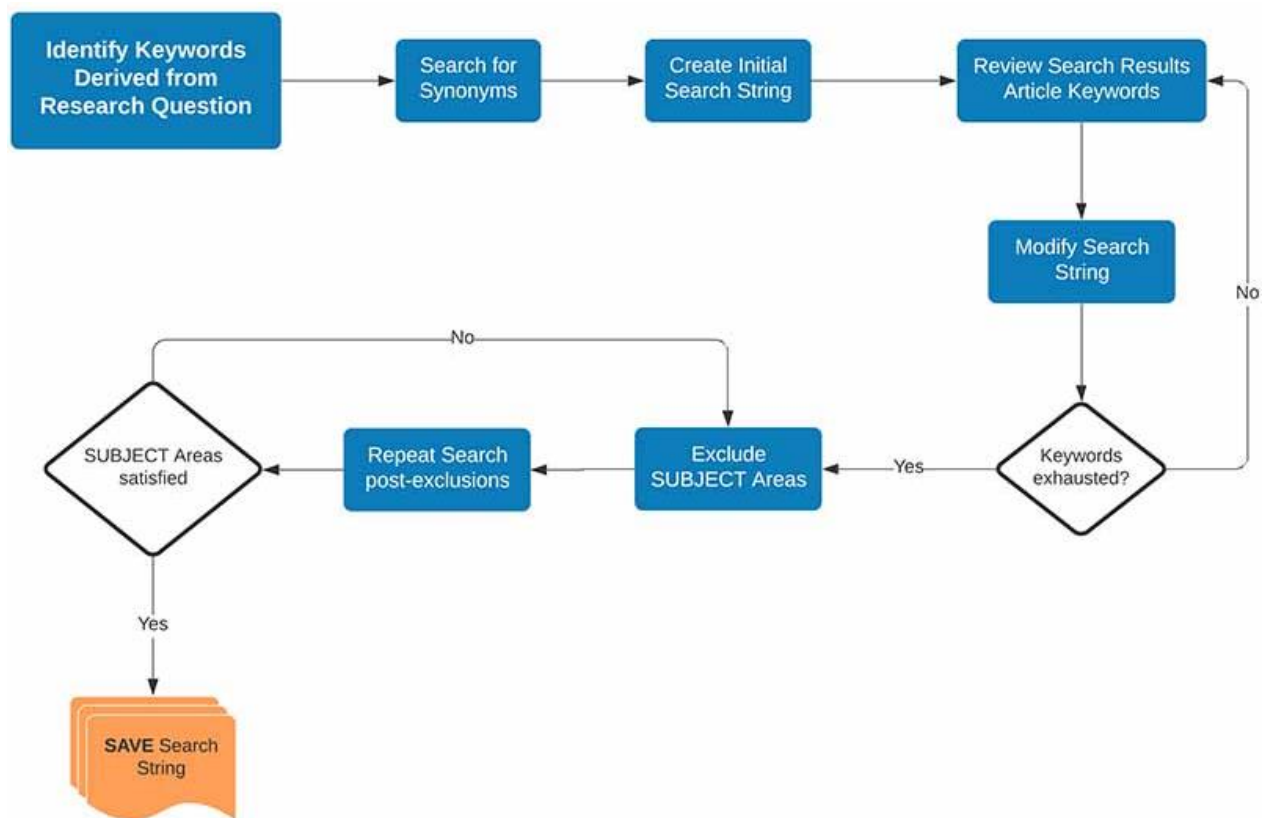 Identify Keywords
Derived from
Research Question
Search for
Synonyms
Create Initial
Search String
Review Search Results
Article Keywords
Modify Search
String
No
No
SUBJECT Areas
satisfied
Repeat Search
post-exclusions
Exclude
SUBJECT Areas
Yes
Keywords
exhausted?
Yes
SAVE Search
String